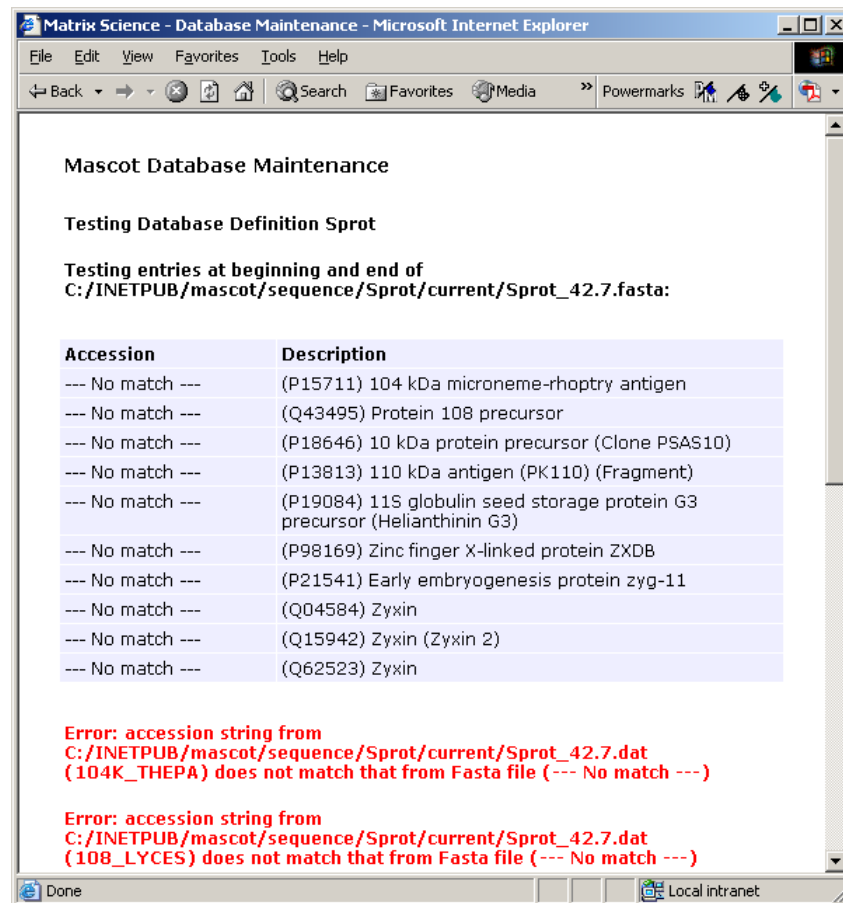 Matrix Science - Database Maintenance - Microsoft Internet Explorer
File Edit View Favorites Tools Help
Back Search Favorites Media » Powermarks
Mascot Database Maintenance
Testing Database Definition Sprot
Testing entries at beginning and end of
C:/INETPUB/mascot/sequence/Sprot/current/Sprot_42.7.fasta:
Accession Description
--- No match --- (P15711) 104 kDa microneme-rhoptry antigen
--- No match --- (Q43495) Protein 108 precursor
--- No match --- (P18646) 10 kDa protein precursor (Clone PSAS10)
--- No match --- (P13813) 110 kDa antigen (PK110) (Fragment)
--- No match --- (P19084) 11S globulin seed storage protein G3
precursor (Helianthinin G3)
--- No match --- (P98169) Zinc finger X-linked protein ZXDB
--- No match --- (P21541) Early embryogenesis protein zyg-11
--- No match --- (Q04584) Zyxin
--- No match --- (Q15942) Zyxin (Zyxin 2)
--- No match --- (Q62523) Zyxin
Error: accession string from
C:/INETPUB/mascot/sequence/Sprot/current/Sprot_42.7.dat
(104K_THEPA) does not match that from Fasta file (--- No match ---)
Error: accession string from
C:/INETPUB/mascot/sequence/Sprot/current/Sprot_42.7.dat
(108_LYCES) does not match that from Fasta file (--- No match ---)
Done Local intranet